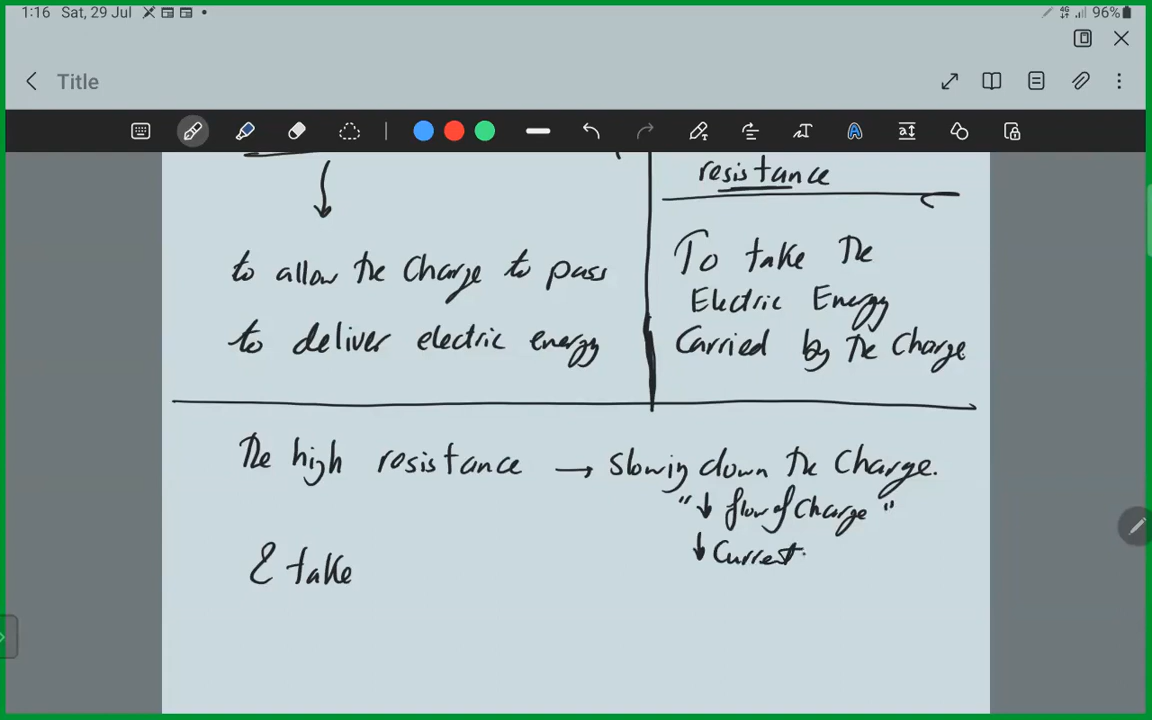 1:16 Sat, 29 Jul
4G 96%
Title
resistance
to allow the Charge to pass
to deliver electric energy
To take The
Electric Energy
Carried by The Charge
The high resistance → Slowing down The Charge.
"↓ flow of Charge"
↓ Current
& take